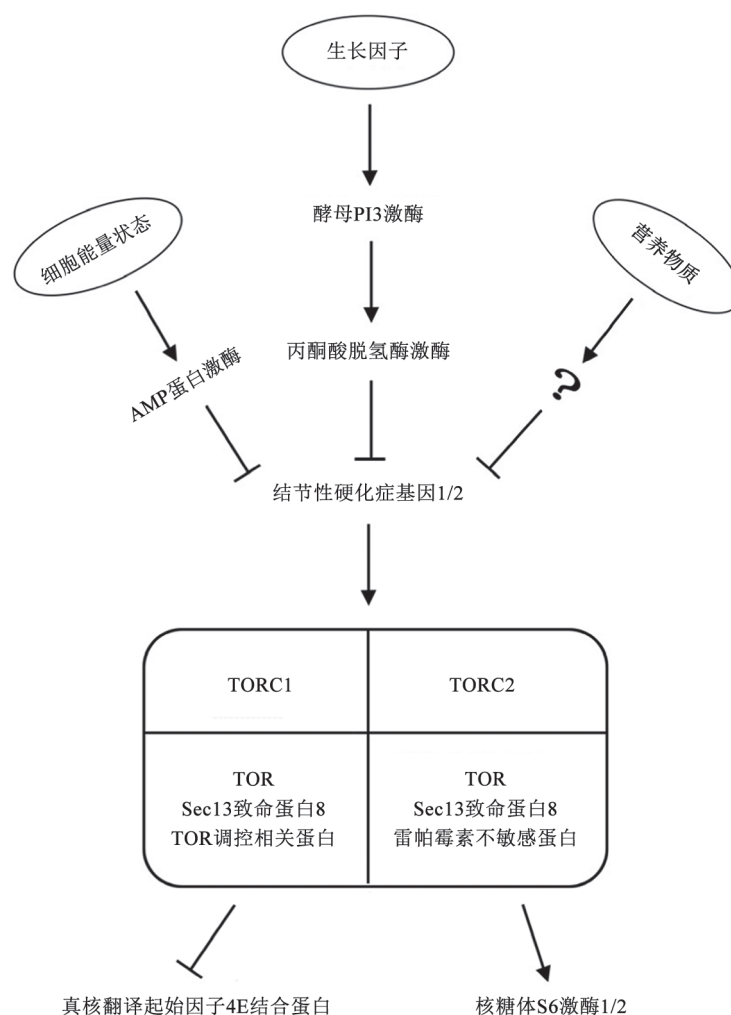 生长因子
酵母PI3激酶
细胞能量状态
营养物质
丙酮酸脱氢酶激酶
AMP蛋白激酶
?
结节性硬化症基因1/2
TORC1
TORC2
TOR
Sec13致命蛋白8
TOR调控相关蛋白
TOR
Sec13致命蛋白8
雷帕霉素不敏感蛋白
真核翻译起始因子4E结合蛋白
核糖体S6激酶1/2